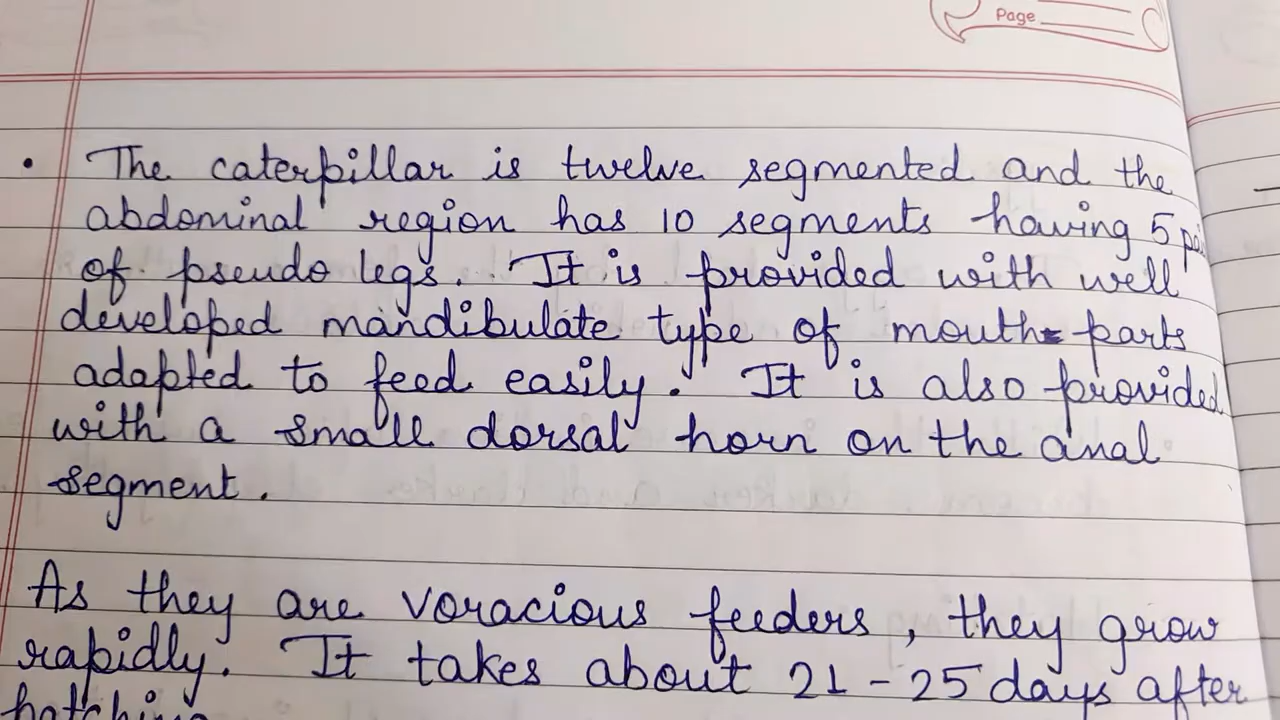 Page
• The caterpillar is twelve segmented and the
abdominal region has 10 segments having 5
of pseudo legs. It is provided with well
developed mandibulate type of mouth-parts
adapted to feed easily. It is also provided
with a small dorsal horn on the anal
segment.
As they are voracious feeders, they grow
rapidly. It takes about 21-25 days after
hatching